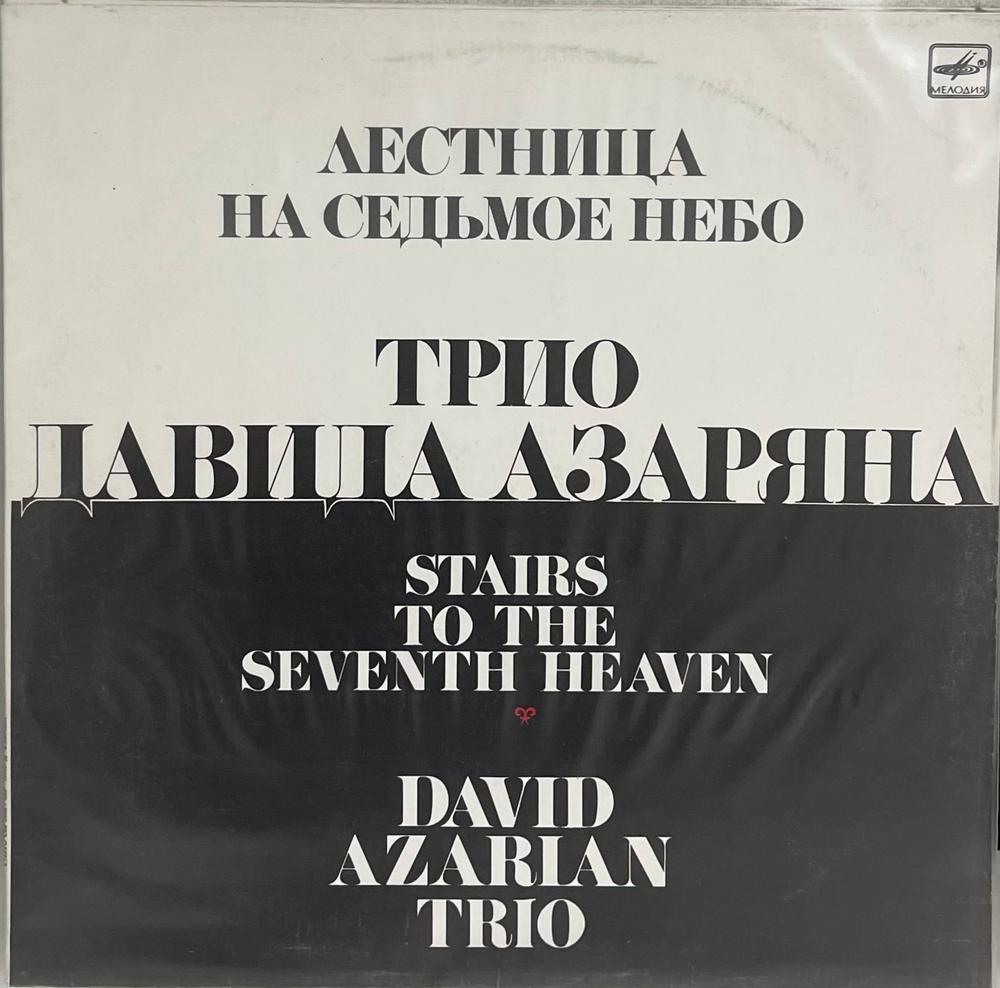 МЕЛОДИЯ
ЛЕСТНИЦА
НА СЕДЬМОЕ НЕБО
ТРИО
ДАВИДА АЗАРЯНА
STAIRS
TO THE
SEVENTH HEAVEN
DAVID
AZARIAN
TRIO